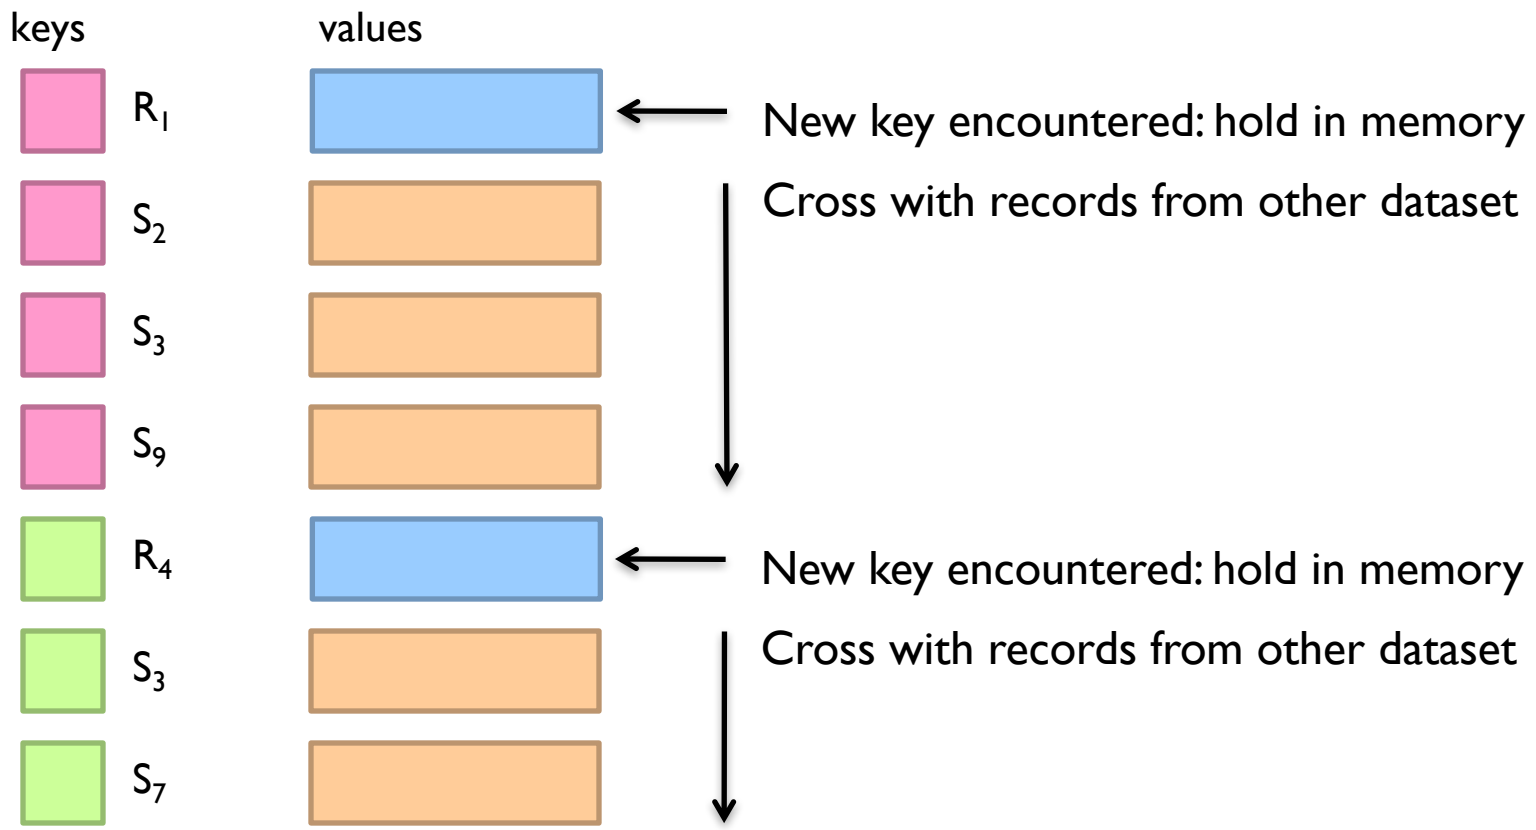 keys values
R₁ New key encountered: hold in memory
S₂ Cross with records from other dataset
S₃
S₉
R₄ New key encountered: hold in memory
S₃ Cross with records from other dataset
S₇